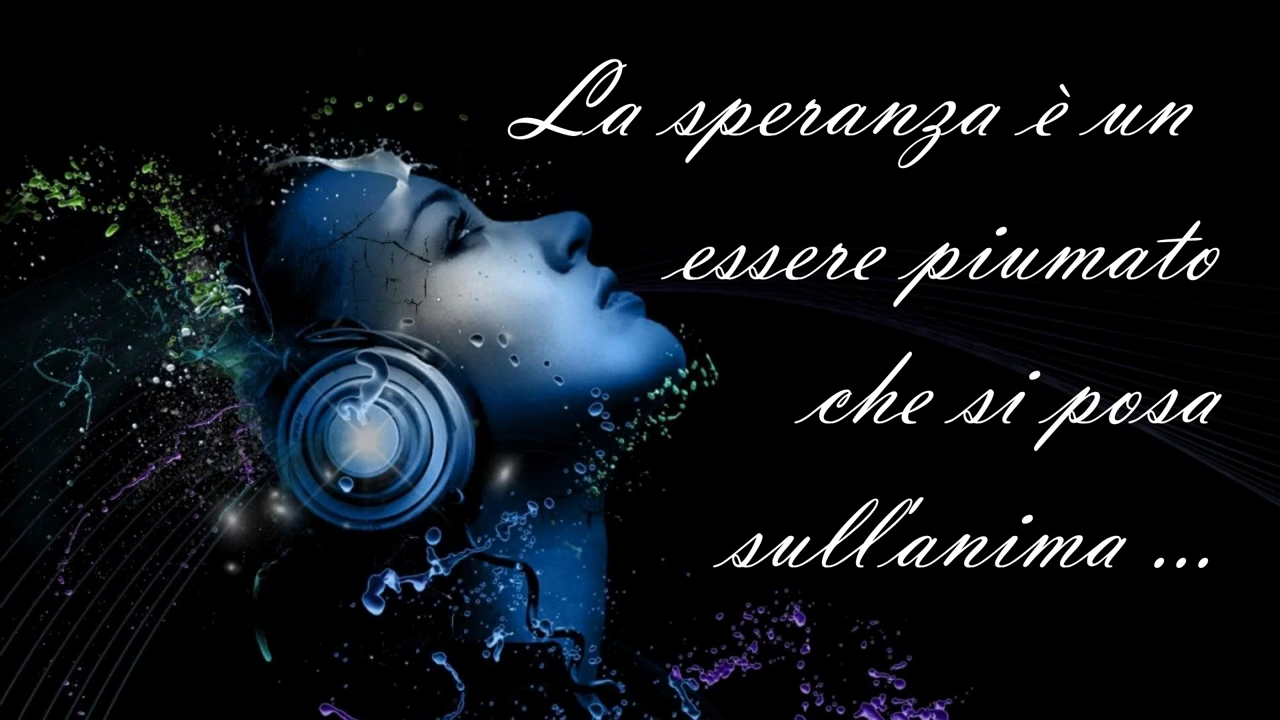 La speranza è un
essere piumato
che si posa
sull'anima ...